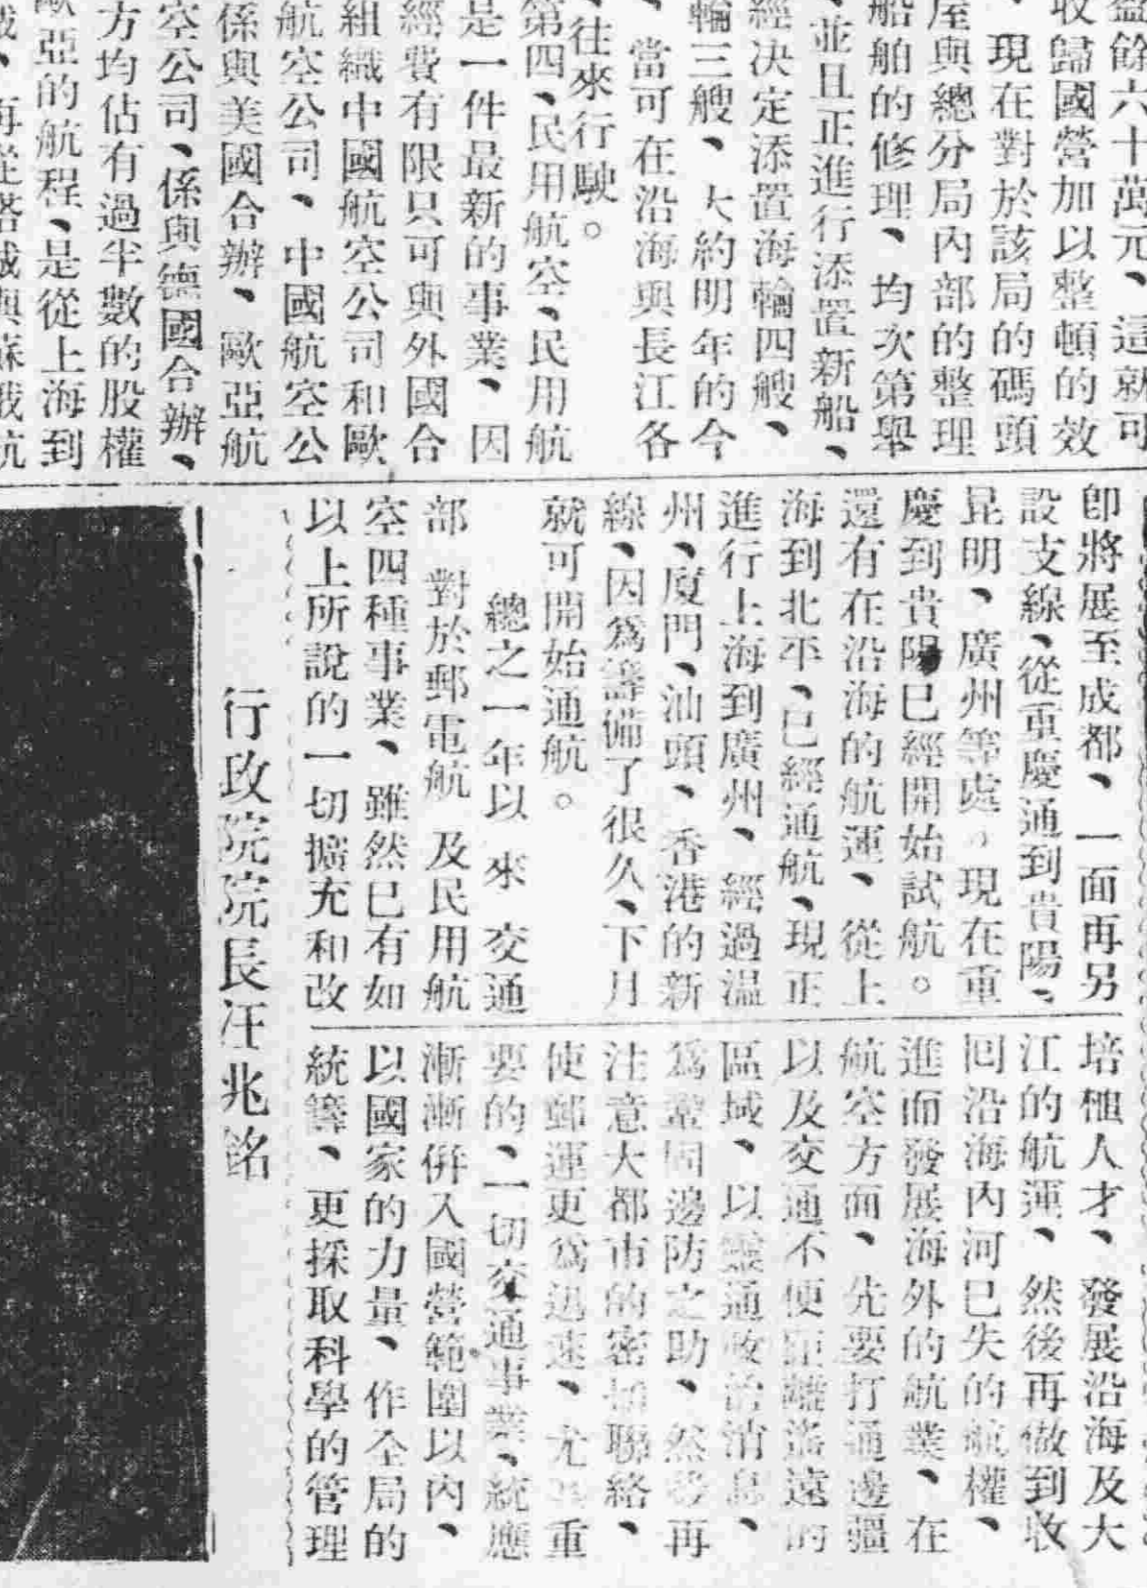 盈餘六十萬元、這就可
收歸國營加以整頓的效
、現在對於該局的碼頭
屋與總分局內部的整理
船舶的修理、均次第舉
、並且正進行添置新船、
經決定添置海輪四艘、
輪三艘、大約明年的今
、當可在沿海與長江各
、往來行駛。
第四、民用航空、民用航
是一件最新的事業、因
經費有限只可與外國合
組織中國航空公司和歐
航空公司、中國航空公
係與美國合辦、歐亞航
空公司、係與德國合辦、
方均佔有過半數的股權
歐亞的航程、是從上海到
卽將展至成都、一面再另
設支線、從重慶通到貴陽、
昆明、廣州等處。現在重
慶到貴陽已經開始試航。
還有在沿海的航運、從上
海到北平、已經通航、現正
進行上海到廣州、經過溫
州、廈門、汕頭、香港的新
線、因爲籌備了很久、下月
就可開始通航。
總之一年以來 交通
部 對於郵電航 及民用航
空四種事業、雖然已有如
以上所說的一切擴充和改
培植人才、發展沿海及大
江的航運、然後再做到收
回沿海內河已失的航權、
進而發展海外的航業、在
航空方面、先要打通邊疆
以及交通不便距離遙遠的
區域、以靈通政治消息、
爲鞏固邊防之助、然後再
注意大都市的密切聯絡、
使郵運更爲迅速、尤 重
要的、一切交通事業、統應
漸漸併入國營範圍以內、
以國家的力量、作全局的
統籌、更採取科學的管理
行政院院長汪兆銘